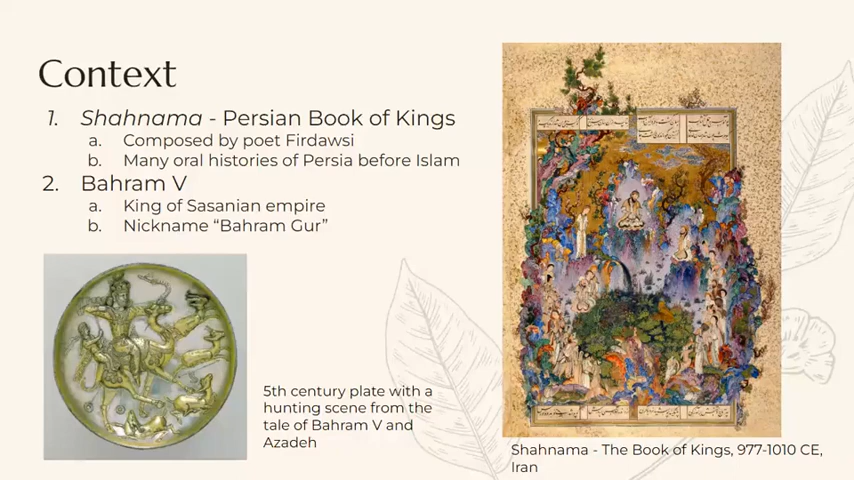 Context
1. Shahnama - Persian Book of Kings
a. Composed by poet Firdawsi
b. Many oral histories of Persia before Islam
2. Bahram V
a. King of Sasanian empire
b. Nickname “Bahram Gur”
5th century plate with a
hunting scene from the
tale of Bahram V and
Azadeh
Shahnama - The Book of Kings, 977-1010 CE,
Iran